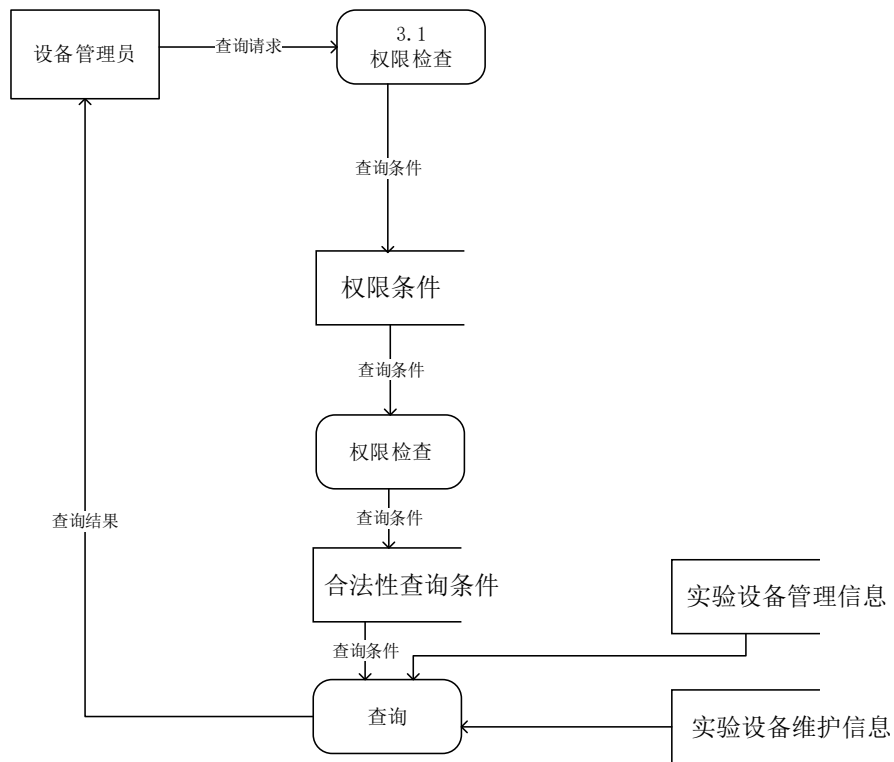 设备管理员
查询请求
3.1
权限检查
查询条件
权限条件
查询条件
权限检查
查询条件
查询结果
合法性查询条件
实验设备管理信息
查询条件
查询
实验设备维护信息